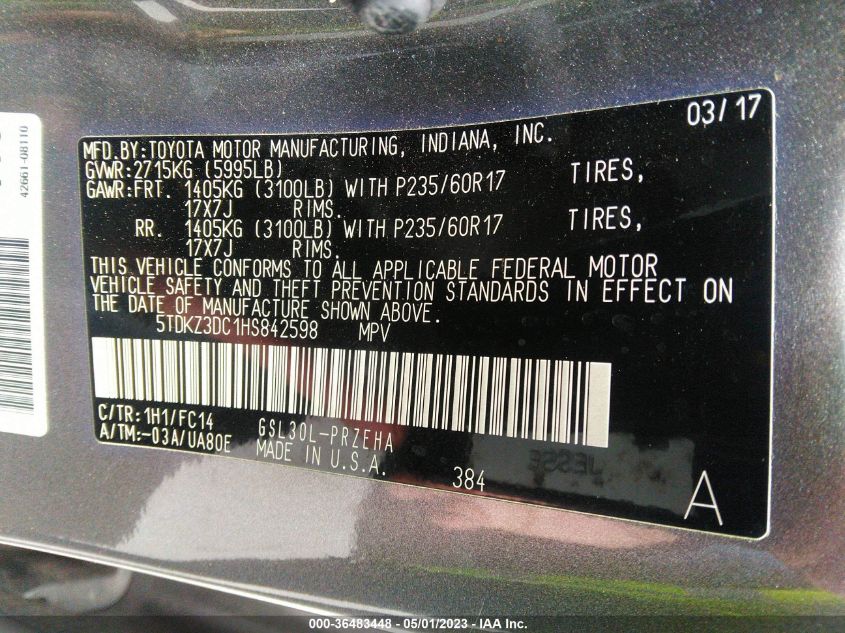 03/17
MFD.BY:TOYOTA MOTOR MANUFACTURING, INDIANA, INC.
GVWR:2715KG (5995LB)
GAWR:FRT. 1405KG (3100LB) WITH P235/60R17 TIRES,
17X7J RIMS.
RR. 1405KG (3100LB) WITH P235/60R17 TIRES,
17X7J RIMS.
THIS VEHICLE CONFORMS TO ALL APPLICABLE FEDERAL MOTOR
VEHICLE SAFETY AND THEFT PREVENTION STANDARDS IN EFFECT ON
THE DATE OF MANUFACTURE SHOWN ABOVE.
5TDKZ3DC1HS842598 MPV
C/TR:1H1/FC14 GSL30L-PRZEHA
A/TM:-03A/UA80E MADE IN U.S.A.
384
A
42661-08110
000-36483448 - 05/01/2023 - IAA Inc.